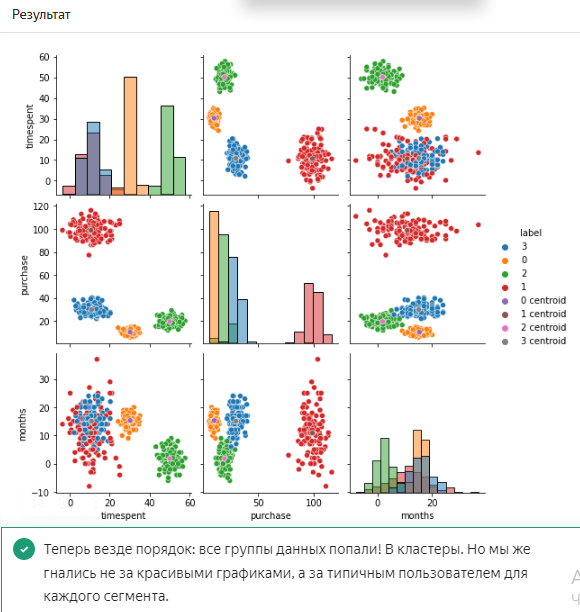 Результат
60
50
40
30
20
10
0
timespent
120
100
80
60
40
20
purchase
label
3
0
2
1
0 centroid
1 centroid
2 centroid
3 centroid
30
20
10
0
−10
months
0 20 40 60
timespent
50 100
purchase
0 20
months
Теперь везде порядок: все группы данных попали! В кластеры. Но мы же
гнались не за красивыми графиками, а за типичным пользователем для
каждого сегмента.